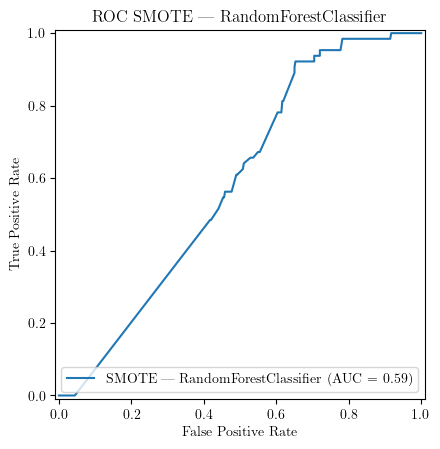 ROC SMOTE — RandomForestClassifier
1.0
0.8
0.6
0.4
0.2
0.0
True Positive Rate
SMOTE — RandomForestClassifier (AUC = 0.59)
0.0 0.2 0.4 0.6 0.8 1.0
False Positive Rate